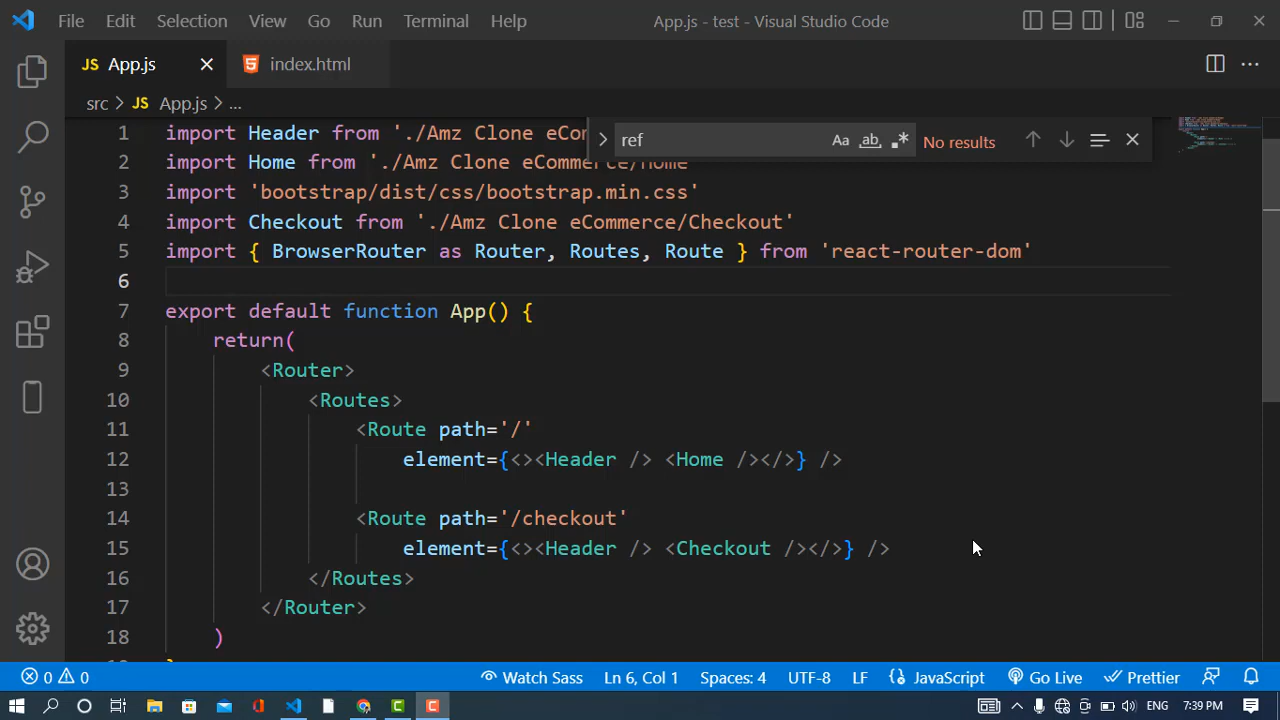 File Edit Selection View Go Run Terminal Help App.js - test - Visual Studio Code
JS App.js index.html
src > JS App.js > ...
ref Aa ab No results
1 import Header from './Amz Clone eCom
2 import Home from './Amz Clone eCommerce/Home'
3 import 'bootstrap/dist/css/bootstrap.min.css'
4 import Checkout from './Amz Clone eCommerce/Checkout'
5 import { BrowserRouter as Router, Routes, Route } from 'react-router-dom'
6
7 export default function App() {
8 return(
9 <Router>
10 <Routes>
11 <Route path='/'
12 element={<><Header /> <Home /></>} />
13
14 <Route path='/checkout'
15 element={<><Header /> <Checkout /></>} />
16 </Routes>
17 </Router>
18 )
0 0 Watch Sass Ln 6, Col 1 Spaces: 4 UTF-8 LF JavaScript Go Live Prettier
ENG 7:39 PM